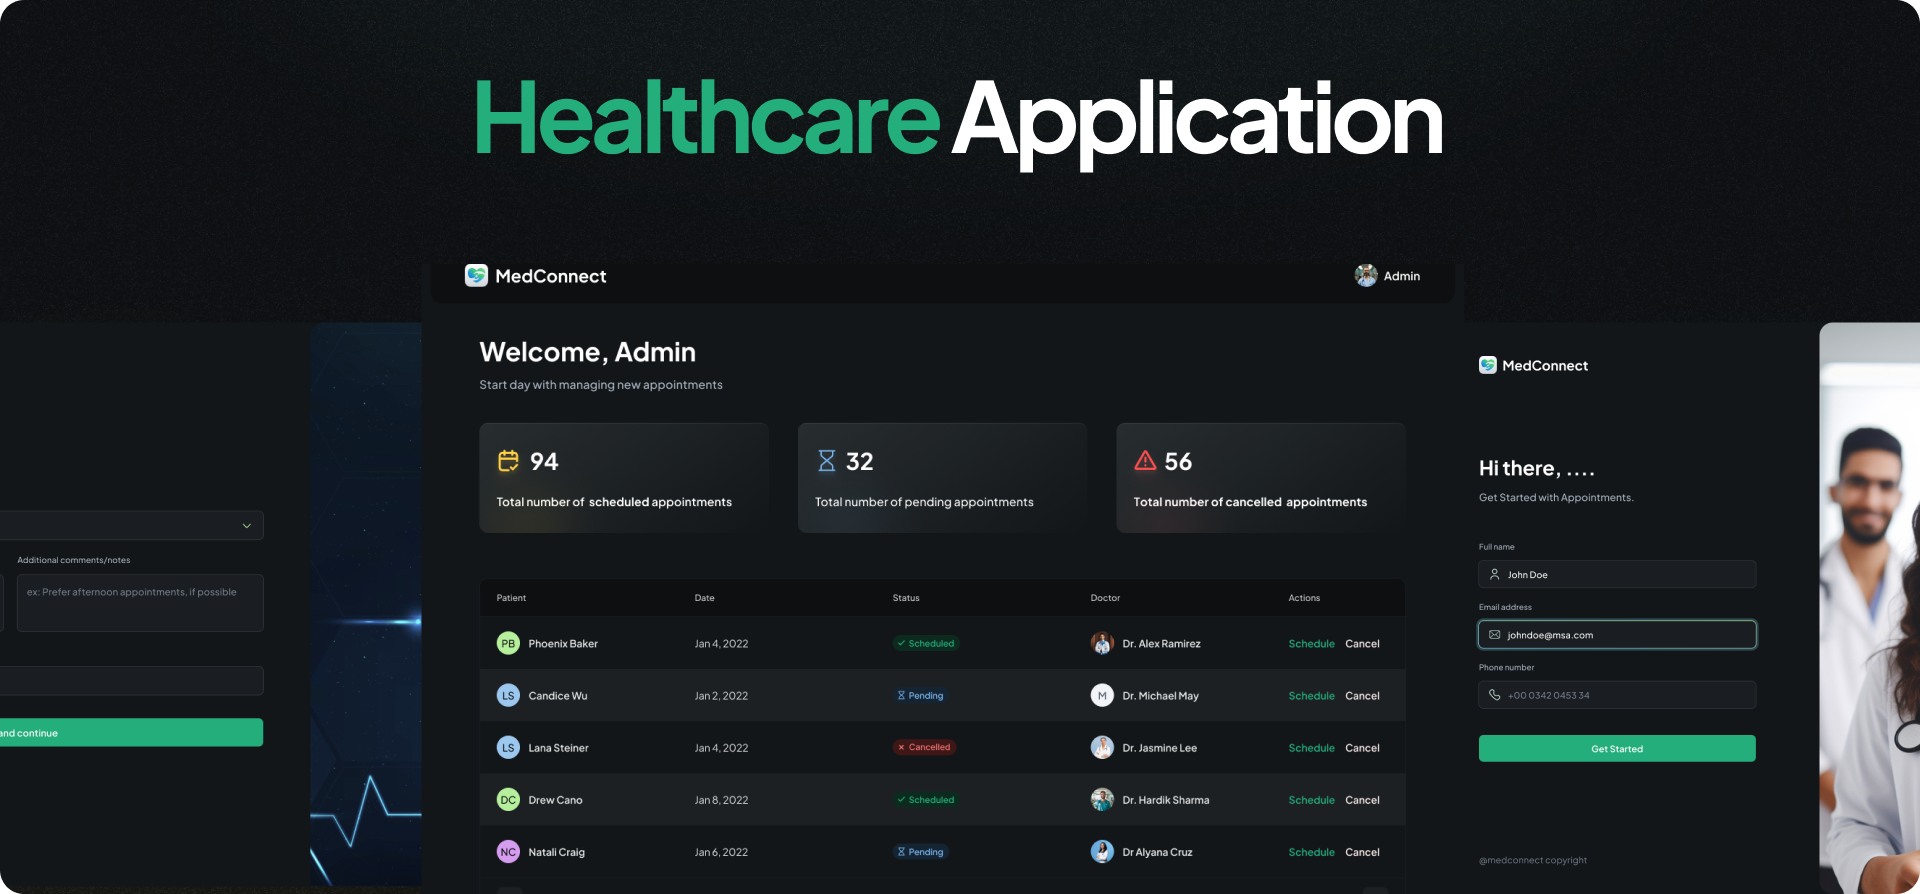 Healthcare Application
MedConnect
Admin
Welcome, Admin
Start day with managing new appointments
94
Total number of scheduled appointments
32
Total number of pending appointments
56
Total number of cancelled appointments
Patient Date Status Doctor Actions
PB Phoenix Baker Jan 4, 2022 Scheduled Dr. Alex Ramirez Schedule Cancel
LS Candice Wu Jan 2, 2022 Pending M Dr. Michael May Schedule Cancel
LS Lana Steiner Jan 4, 2022 Cancelled Dr. Jasmine Lee Schedule Cancel
DC Drew Cano Jan 8, 2022 Scheduled Dr. Hardik Sharma Schedule Cancel
NC Natali Craig Jan 6, 2022 Pending Dr Alyana Cruz Schedule Cancel
Additional comments/notes
ex: Prefer afternoon appointments, if possible
and continue
MedConnect
Hi there, ....
Get Started with Appointments.
Full name
John Doe
Email address
johndoe@msa.com
Phone number
+00 0342 0453 34
Get Started
@medconnect copyright